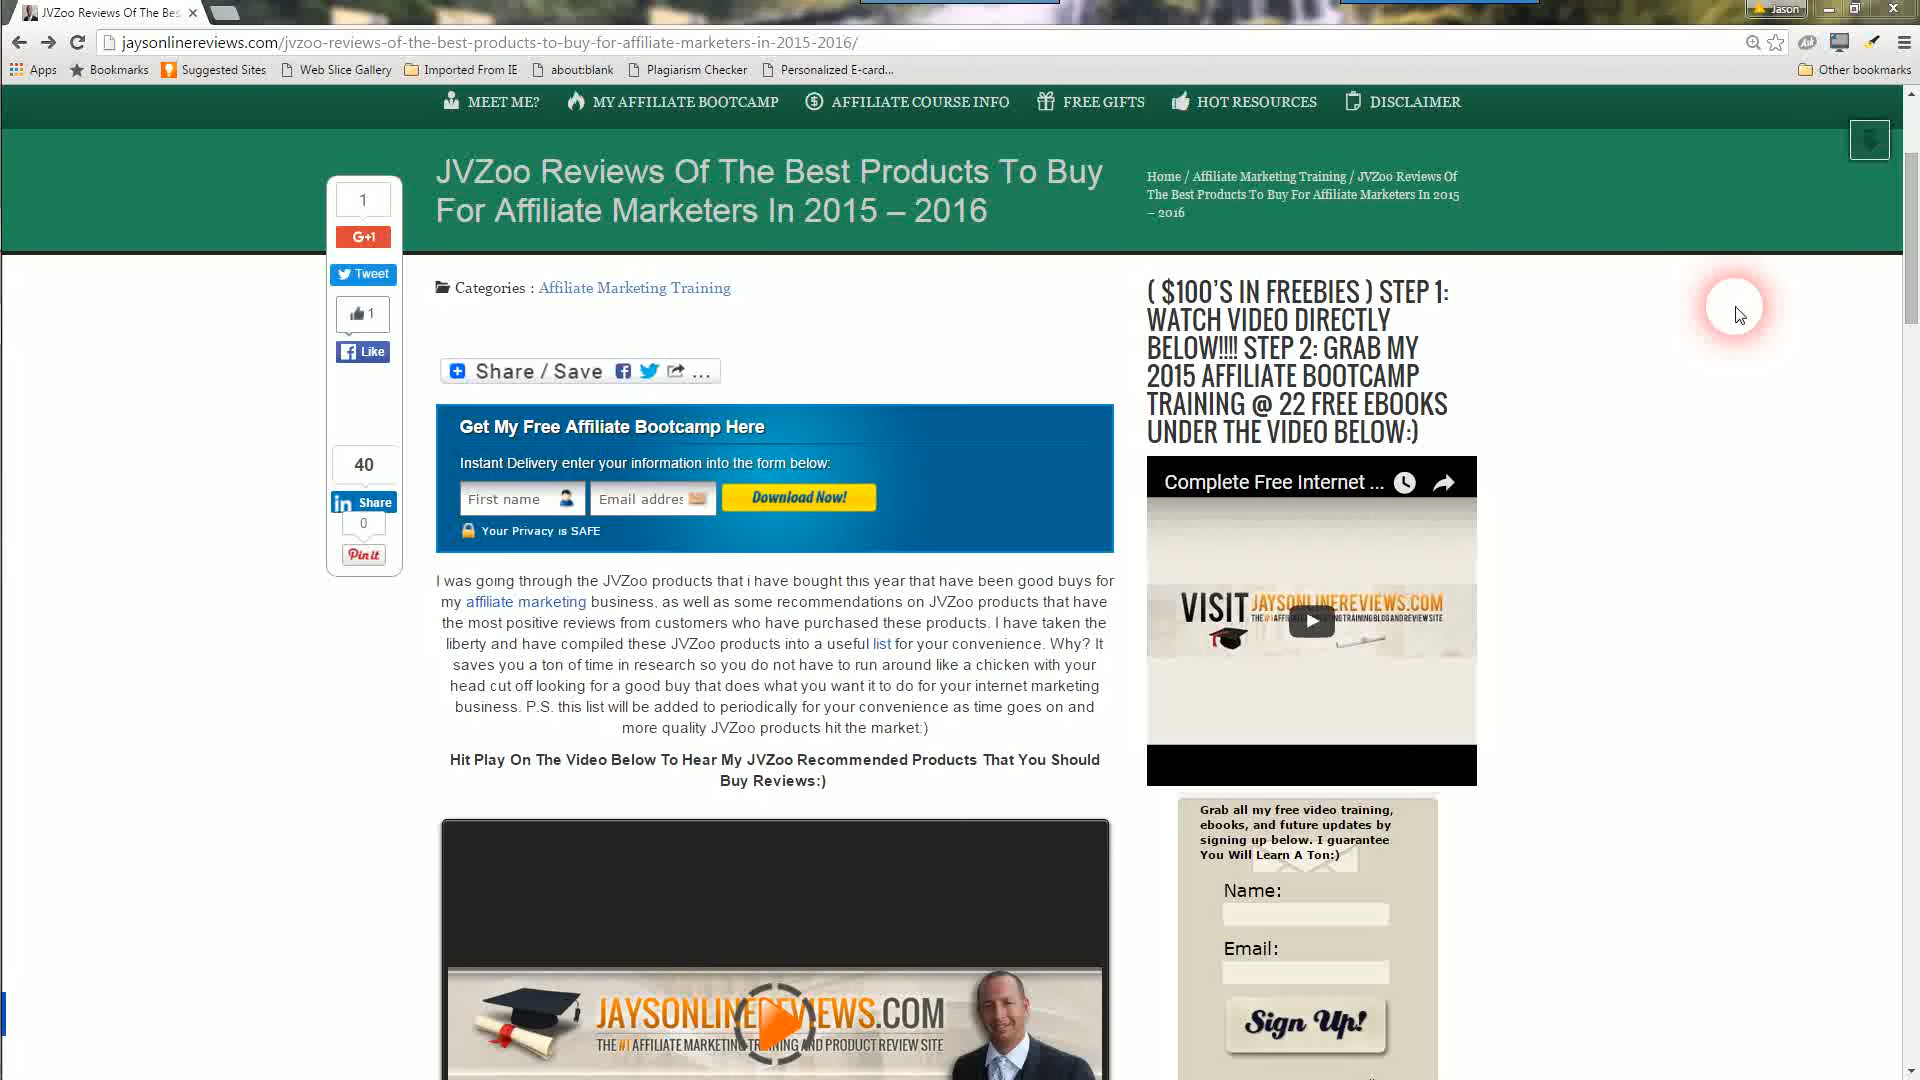 JVZoo Reviews Of The Bes
Jason
jaysonlinereviews.com/jvzoo-reviews-of-the-best-products-to-buy-for-affiliate-marketers-in-2015-2016/
Apps Bookmarks Suggested Sites Web Slice Gallery Imported From IE about:blank Plagiarism Checker Personalized E-card... Other bookmarks
MEET ME? MY AFFILIATE BOOTCAMP AFFILIATE COURSE INFO FREE GIFTS HOT RESOURCES DISCLAIMER
JVZoo Reviews Of The Best Products To Buy
For Affiliate Marketers In 2015 – 2016
Home / Affiliate Marketing Training / JVZoo Reviews Of
The Best Products To Buy For Affiliate Marketers In 2015
– 2016
1
G+1
Tweet
1
Like
40
in Share
0
Pin it
Categories : Affiliate Marketing Training
Share / Save ...
Get My Free Affiliate Bootcamp Here
Instant Delivery enter your information into the form below:
First name Email addres Download Now!
Your Privacy is SAFE
I was going through the JVZoo products that i have bought this year that have been good buys for
my affiliate marketing business, as well as some recommendations on JVZoo products that have
the most positive reviews from customers who have purchased these products. I have taken the
liberty and have compiled these JVZoo products into a useful list for your convenience. Why? It
saves you a ton of time in research so you do not have to run around like a chicken with your
head cut off looking for a good buy that does what you want it to do for your internet marketing
business. P.S. this list will be added to periodically for your convenience as time goes on and
more quality JVZoo products hit the market:)
Hit Play On The Video Below To Hear My JVZoo Recommended Products That You Should
Buy Reviews:)
JAYSONLINEREVIEWS.COM
THE #1 AFFILIATE MARKETING TRAINING AND PRODUCT REVIEW SITE
( $100'S IN FREEBIES ) STEP 1:
WATCH VIDEO DIRECTLY
BELOW!!!! STEP 2: GRAB MY
2015 AFFILIATE BOOTCAMP
TRAINING @ 22 FREE EBOOKS
UNDER THE VIDEO BELOW:)
Complete Free Internet ...
VISIT JAYSONLINEREVIEWS.COM
Grab all my free video training,
ebooks, and future updates by
signing up below. I guarantee
You Will Learn A Ton:)
Name:
Email:
Sign Up!